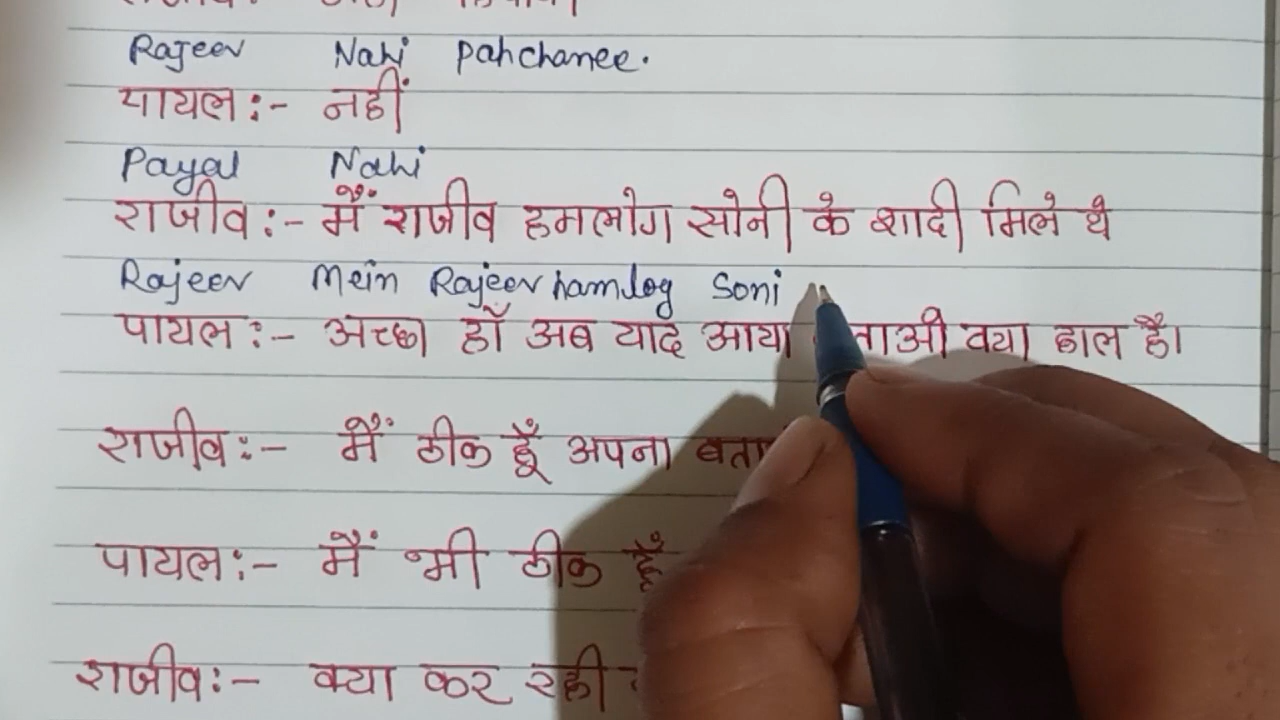 Rajeev Nahi pahchanee.
पायल:- नहीं
Payal Nahi
राजीव:- मैं राजीव हमलोग सोनी के शादी मिले थे
Rajeev Mein Rajeev hamlog Soni
पायल:- अच्छा हाँ अब याद आया क्या हाल है।
राजीव:- मैं ठीक हूँ अपना
पायल:- मैं भी ठीक हूँ
राजीव:- क्या कर रही